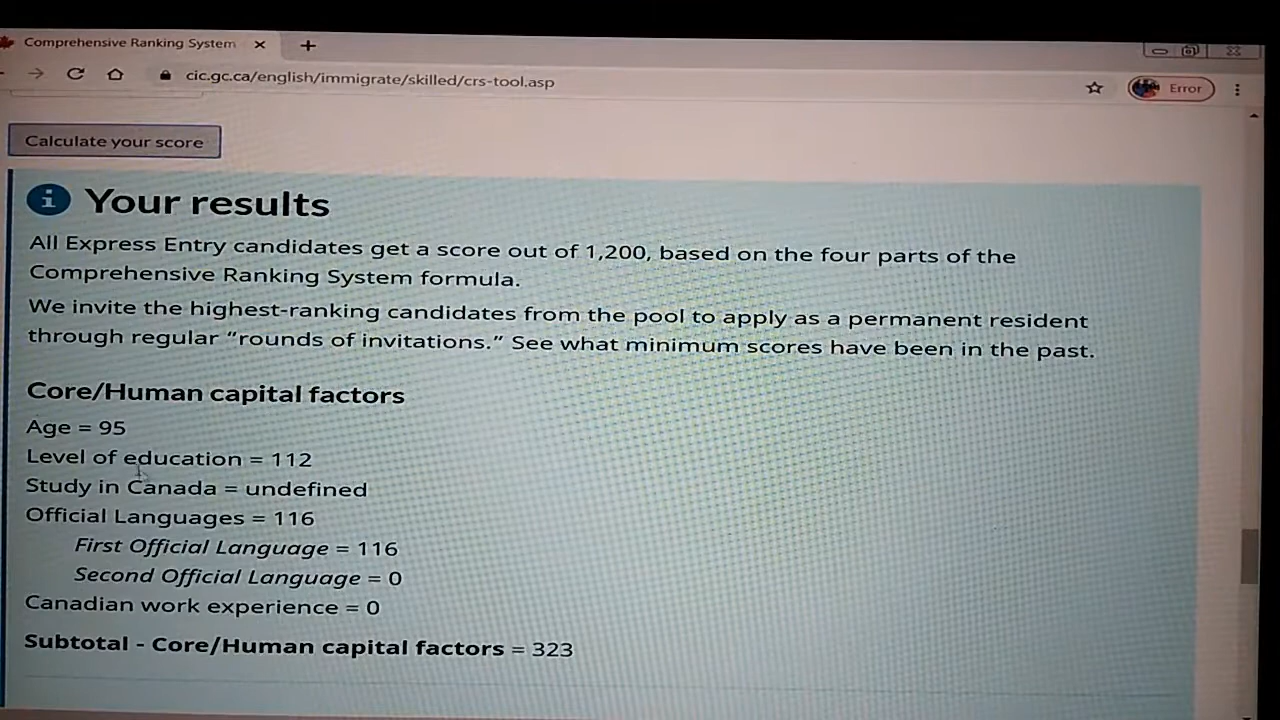 Comprehensive Ranking System
cic.gc.ca/english/immigrate/skilled/crs-tool.asp
Error
Calculate your score
Your results
All Express Entry candidates get a score out of 1,200, based on the four parts of the
Comprehensive Ranking System formula.
We invite the highest-ranking candidates from the pool to apply as a permanent resident
through regular “rounds of invitations.” See what minimum scores have been in the past.
Core/Human capital factors
Age = 95
Level of education = 112
Study in Canada = undefined
Official Languages = 116
First Official Language = 116
Second Official Language = 0
Canadian work experience = 0
Subtotal - Core/Human capital factors = 323